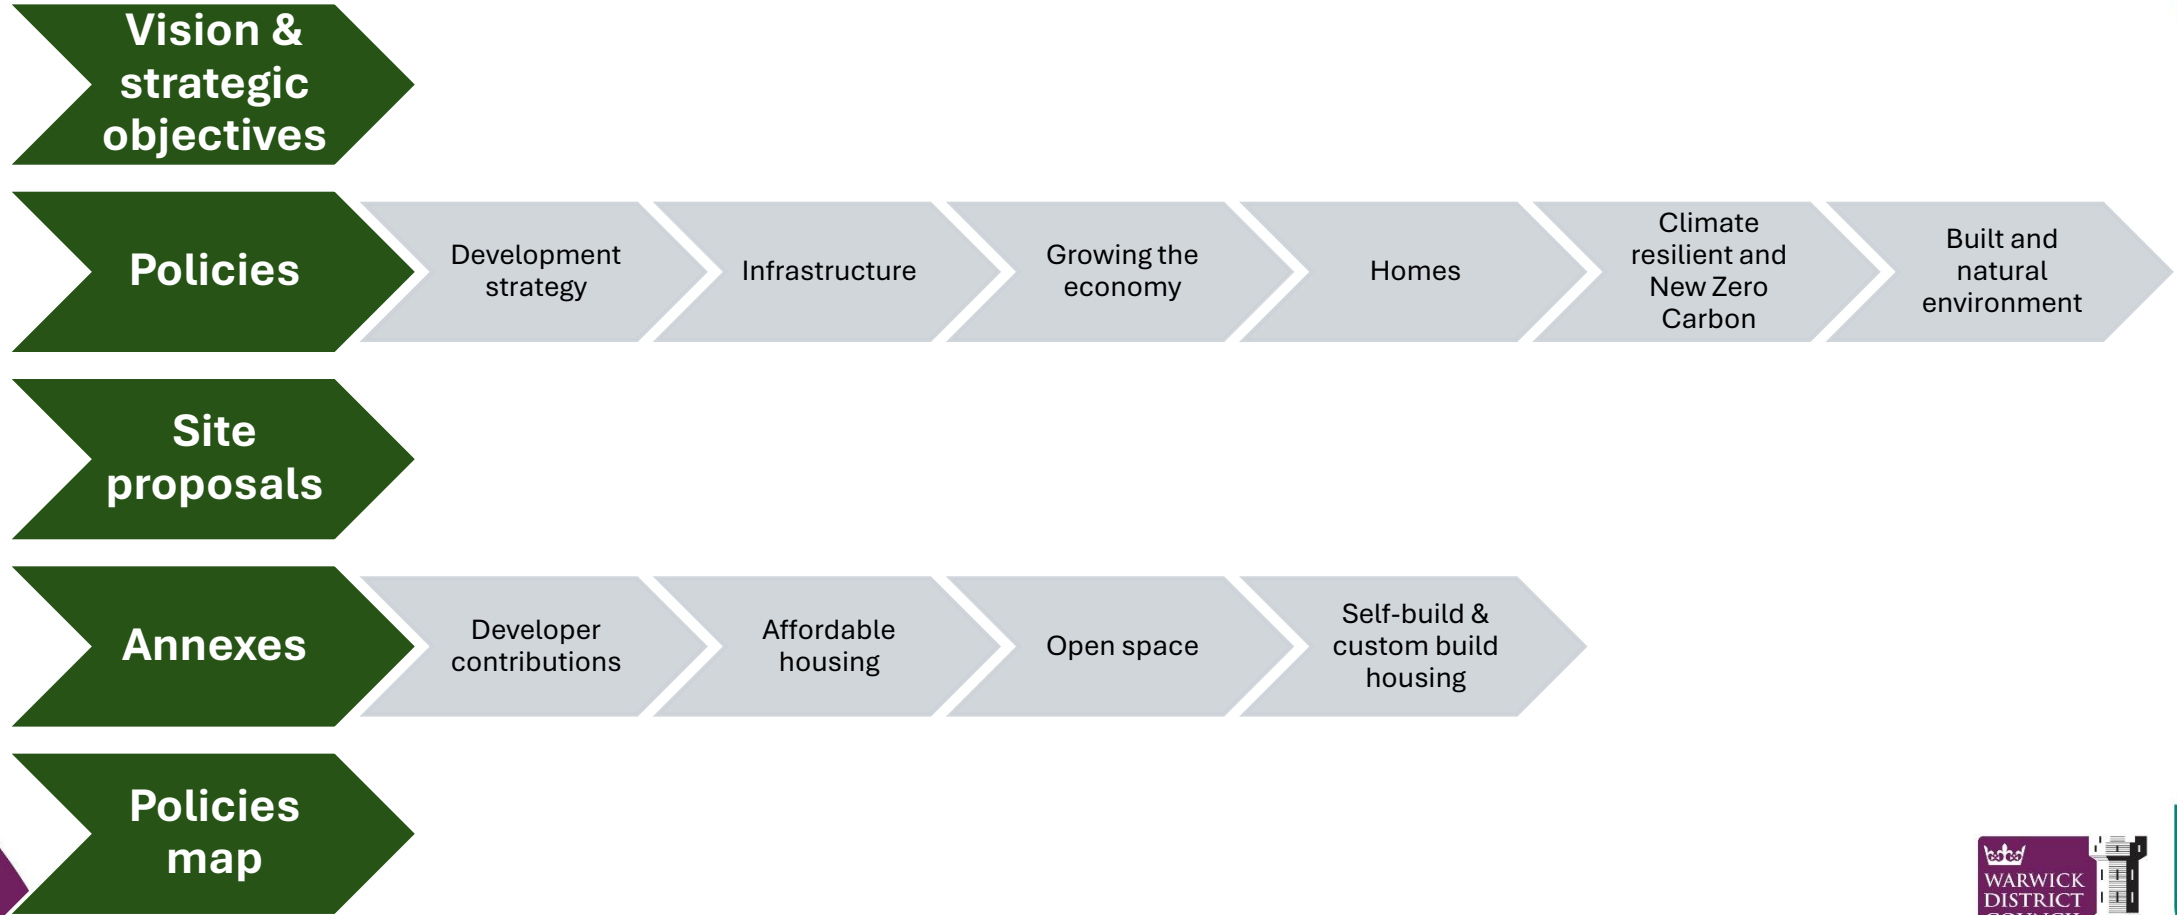 Vision &
strategic
objectives
Policies
Development
strategy
Infrastructure
Growing the
economy
Homes
Climate
resilient and
New Zero
Carbon
Built and
natural
environment
Site
proposals
Annexes
Developer
contributions
Affordable
housing
Open space
Self-build &
custom build
housing
Policies
map
WARWICK
DISTRICT
COUNCIL